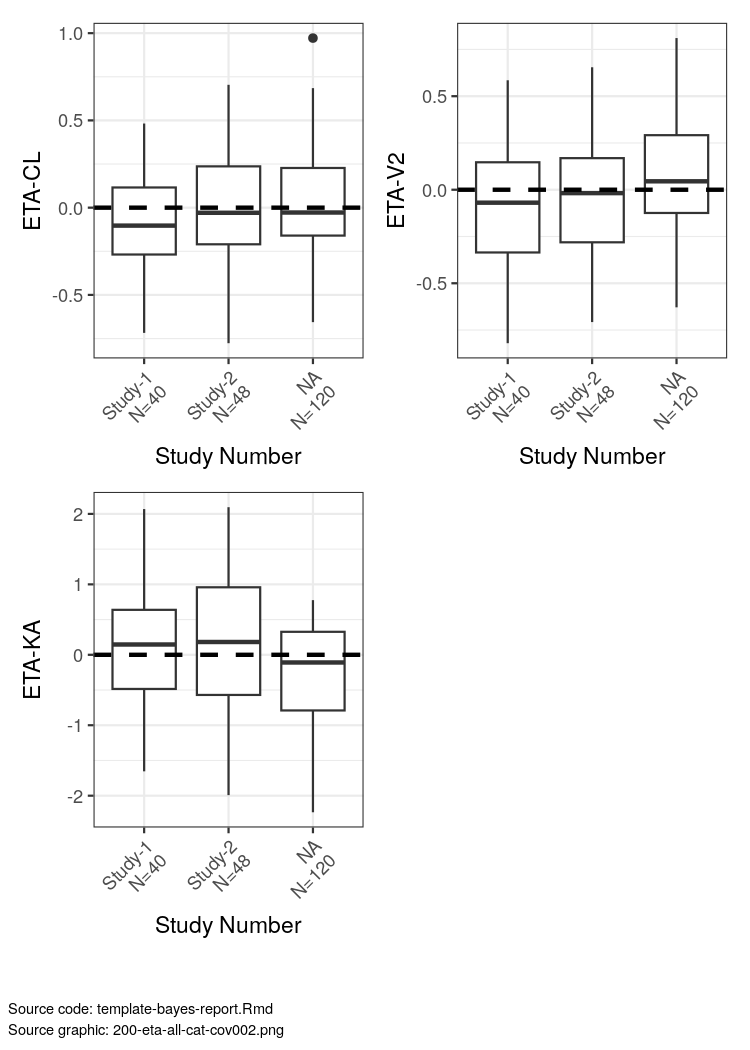 ETA-CL
1.0
0.5
0.0
-0.5
Study-1
N=40
Study-2
N=48
NA
N=120
Study Number
ETA-V2
0.5
0.0
-0.5
Study-1
N=40
Study-2
N=48
NA
N=120
Study Number
ETA-KA
2
1
0
-1
-2
Study-1
N=40
Study-2
N=48
NA
N=120
Study Number
Source code: template-bayes-report.Rmd
Source graphic: 200-eta-all-cat-cov002.png